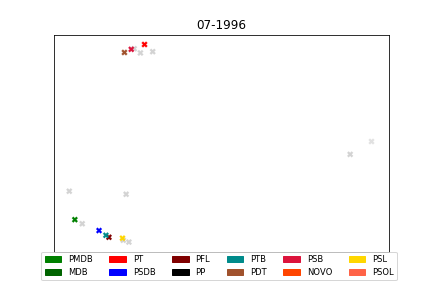 07-1996
PMDB PT PFL PTB PSB PSL
MDB PSDB PP PDT NOVO PSOL